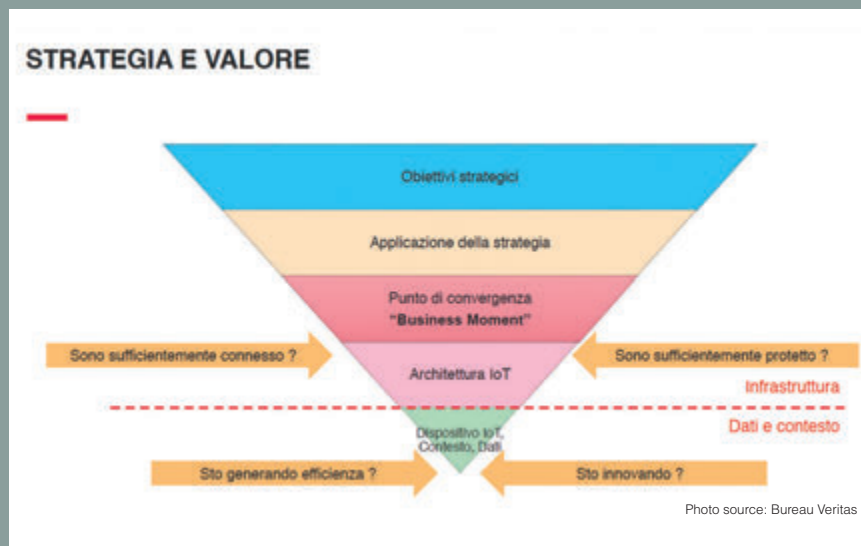 STRATEGIA E VALORE
Obiettivi strategici
Applicazione della strategia
Punto di convergenza
“Business Moment”
Sono sufficientemente connesso ?
Sono sufficientemente protetto ?
Architettura IoT
Infrastruttura
Dati e contesto
Dispositivo IoT,
Contesto, Dati
Sto generando efficienza ?
Sto innovando ?
Photo source: Bureau Veritas